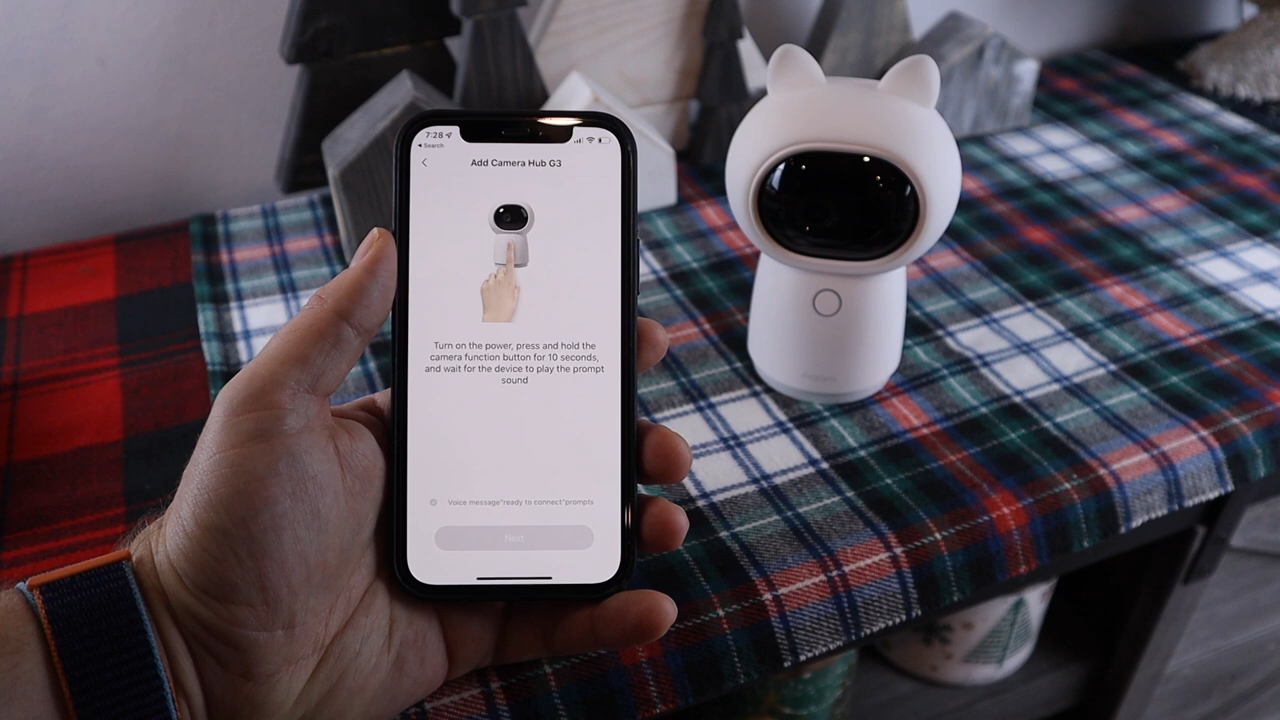 7:28
Search
Add Camera Hub G3
Turn on the power, press and hold the
camera function button for 10 seconds,
and wait for the device to play the prompt
sound
Voice message"ready to connect"prompts
Next